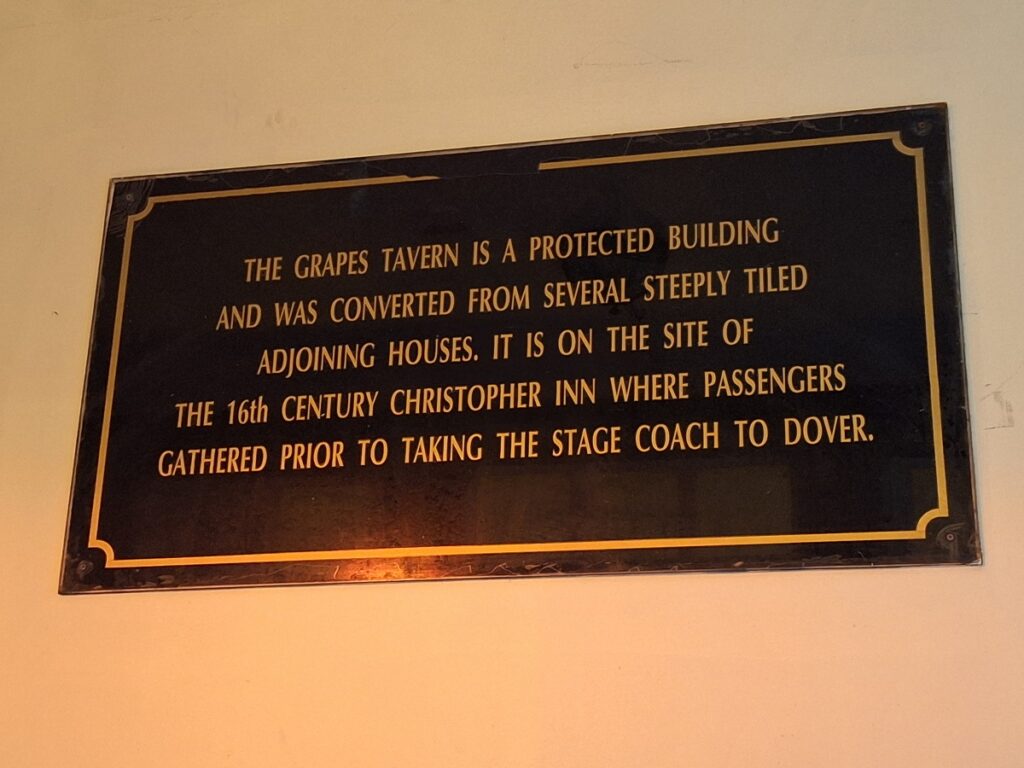 THE GRAPES TAVERN IS A PROTECTED BUILDING
AND WAS CONVERTED FROM SEVERAL STEEPLY TILED
ADJOINING HOUSES. IT IS ON THE SITE OF
THE 16th CENTURY CHRISTOPHER INN WHERE PASSENGERS
GATHERED PRIOR TO TAKING THE STAGE COACH TO DOVER.